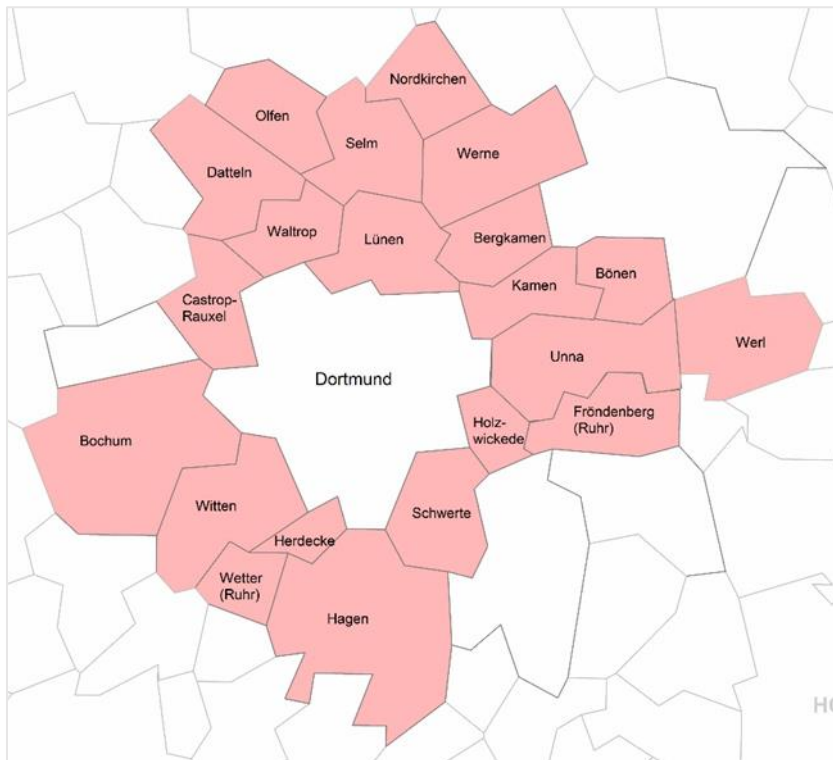 Nordkirchen
Olfen
Selm
Werne
Datteln
Waltrop
Lünen
Bergkamen
Bönen
Kamen
Castrop-
Rauxel
Werl
Unna
Dortmund
Fröndenberg
(Ruhr)
Holz-
wickede
Bochum
Witten
Schwerte
Herdecke
Wetter
(Ruhr)
Hagen
HO